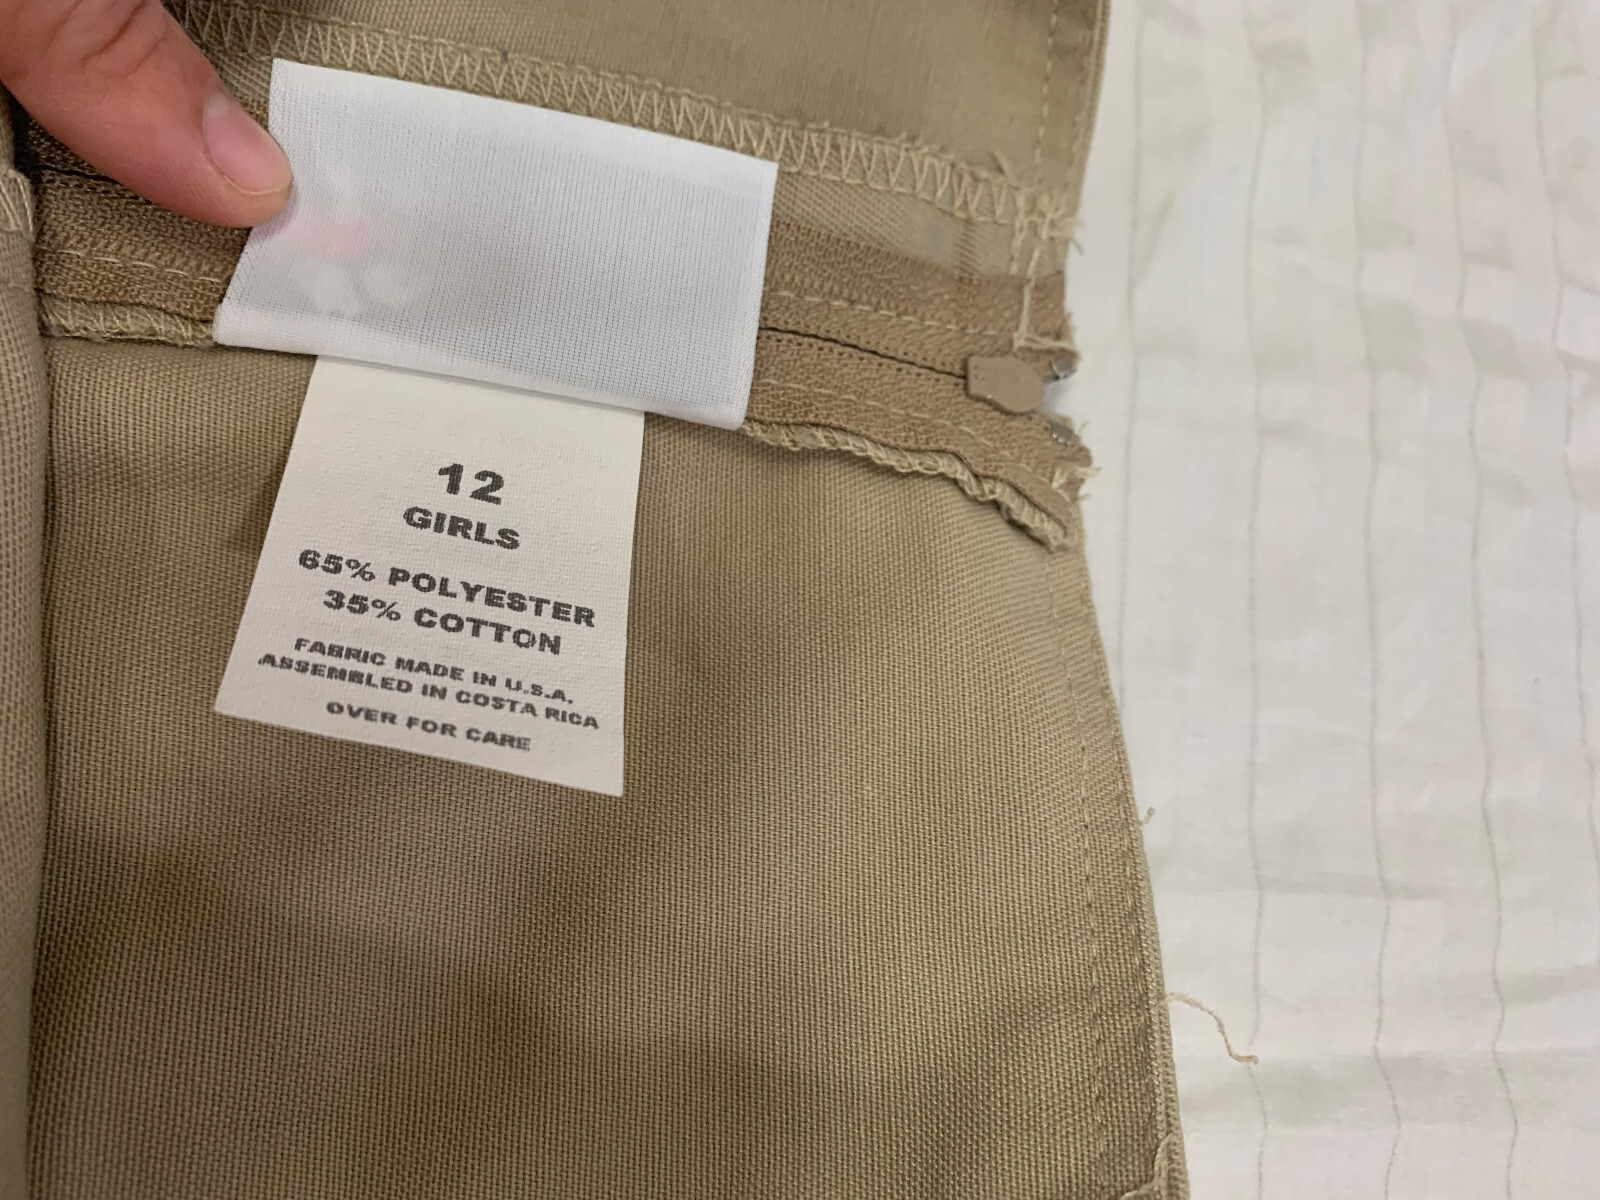 12
GIRLS
65% POLYESTER
35% COTTON
FABRIC MADE IN U.S.A.
ASSEMBLED IN COSTA RICA
OVER FOR CARE